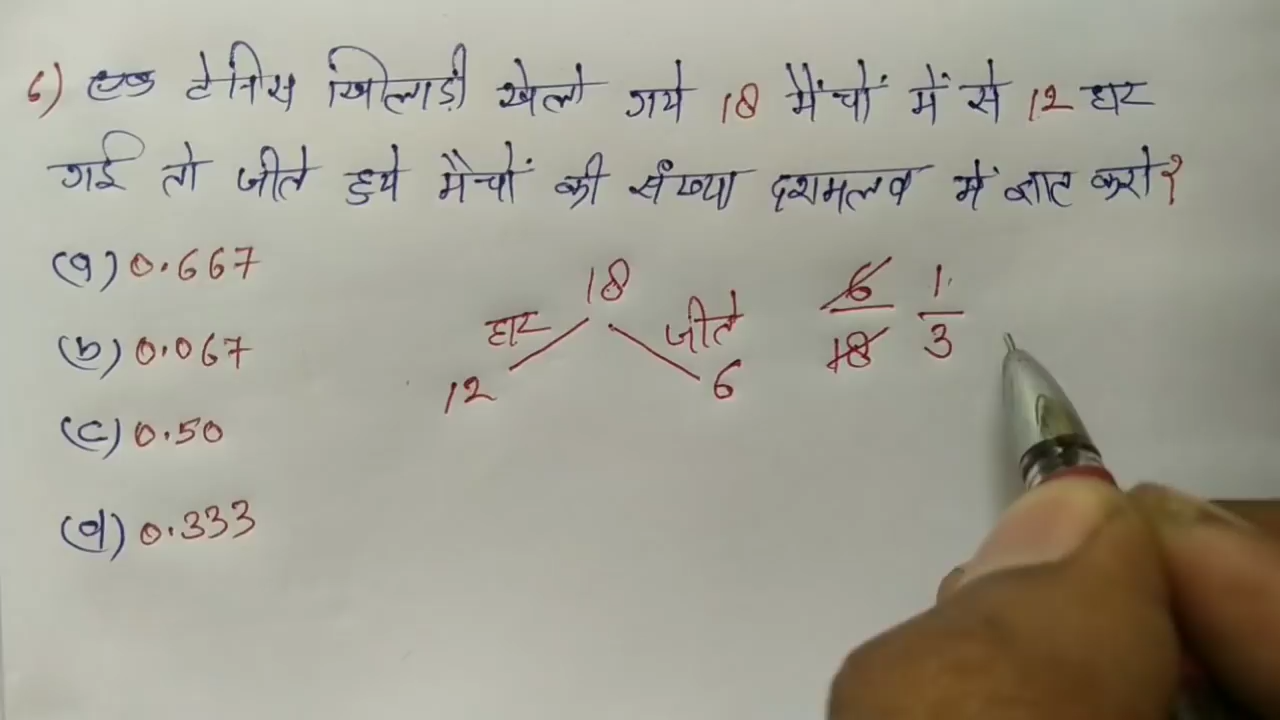 6) एक टेनिस खिलाड़ी खेलो गये 18 मैंचों में से 12 हार
गई तो जीते हुये मैचों की संख्या दशमलव में ज्ञात करो?
(a) 0.667
(b) 0.067
(c) 0.50
(d) 0.333
18
हार जीते
12 6
6 1
18 3